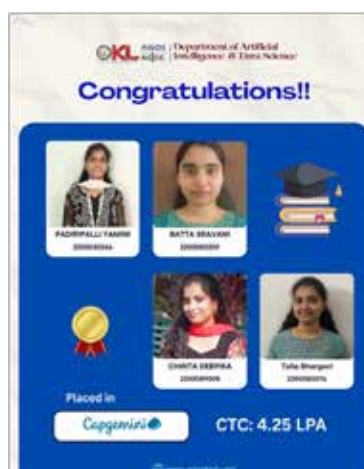 KL
Department of Artificial
Intelligence & Data Science
Congratulations!!
PADIRIPALLI YAMINI
BATTA SRAVANI
CHINTA DEEPIKA
Tolla Bhargavi
Placed in
Capgemini
CTC: 4.25 LPA